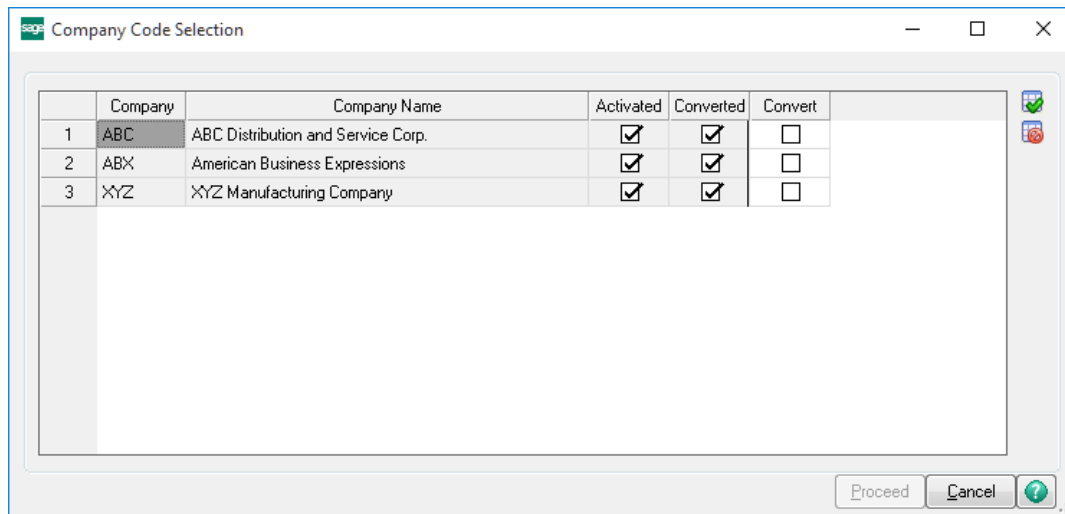 sage Company Code Selection
Company Company Name Activated Converted Convert
1 ABC ABC Distribution and Service Corp.
2 ABX American Business Expressions
3 XYZ XYZ Manufacturing Company
Proceed Cancel ?